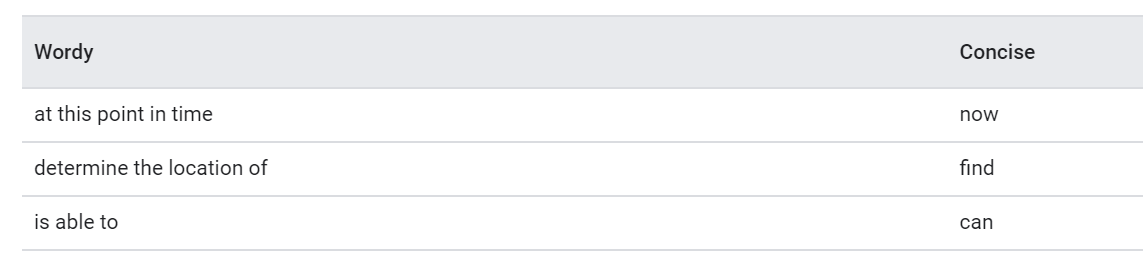 Wordy Concise
at this point in time now
determine the location of find
is able to can